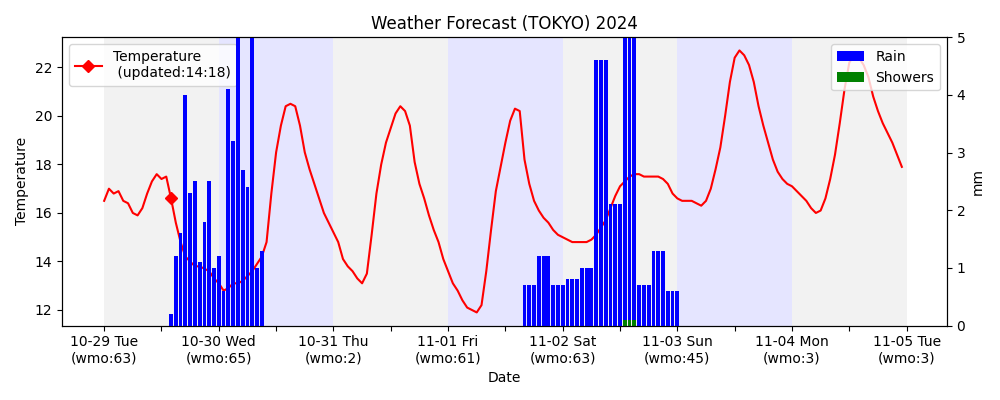 Weather Forecast (TOKYO) 2024
Temperature
(updated:14:18)
Rain
Showers
Temperature
22
20
18
16
14
12
5
4
3
2
1
0
mm
10-29 Tue
(wmo:63)
10-30 Wed
(wmo:65)
10-31 Thu
(wmo:2)
11-01 Fri
(wmo:61)
11-02 Sat
(wmo:63)
11-03 Sun
(wmo:45)
11-04 Mon
(wmo:3)
11-05 Tue
(wmo:3)
Date